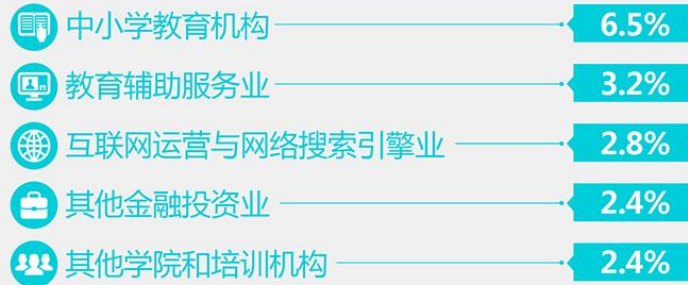 中小学教育机构 6.5%
教育辅助服务业 3.2%
互联网运营与网络搜索引擎业 2.8%
其他金融投资业 2.4%
其他学院和培训机构 2.4%